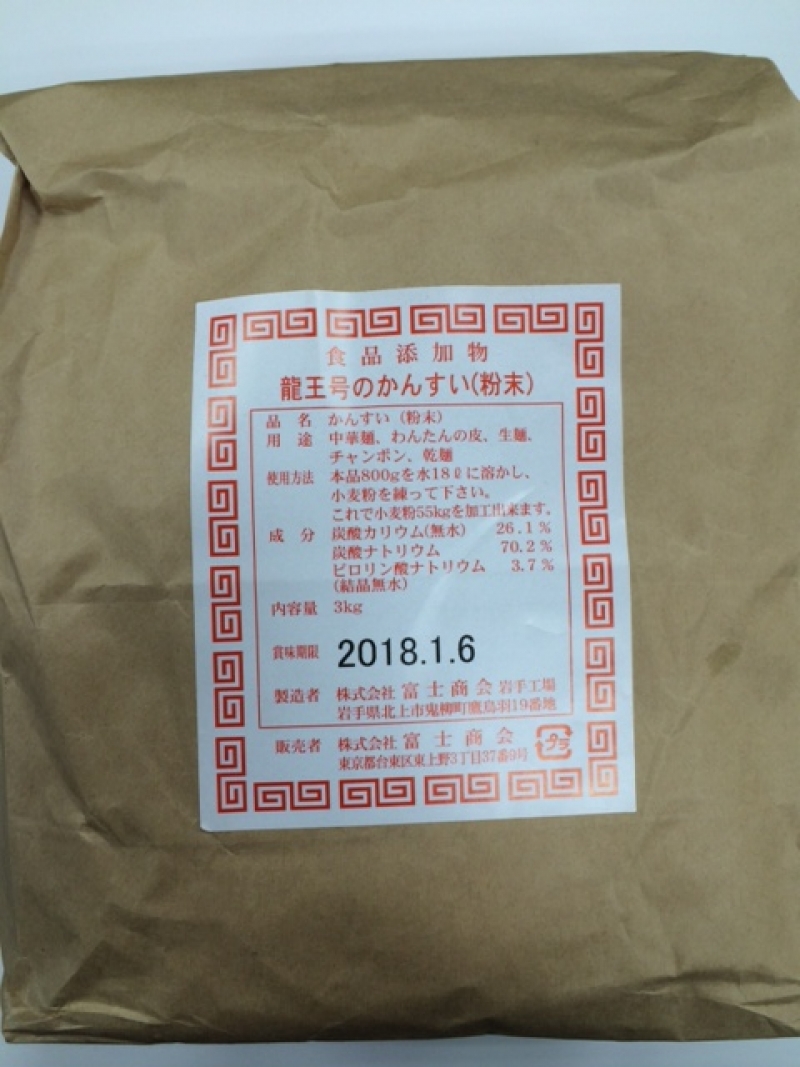 食品添加物
龍王号のかんすい(粉末)
品名 かんすい (粉末)
用途 中華麺、わんたんの皮、生麺、
チャンポン、乾麺
使用方法 本品800gを水18ℓに溶かし、
小麦粉を練って下さい。
これで小麦粉55kgを加工出来ます。
成分 炭酸カリウム(無水) 26.1%
炭酸ナトリウム 70.2%
ピロリン酸ナトリウム 3.7%
(結晶無水)
内容量 3kg
賞味期限 2018.1.6
製造者 株式会社 富士商会 岩手工場
岩手県北上市鬼柳町鷹鳥羽19番地
販売者 株式会社 富士商会
東京都台東区東上野3丁目37番9号
プラ